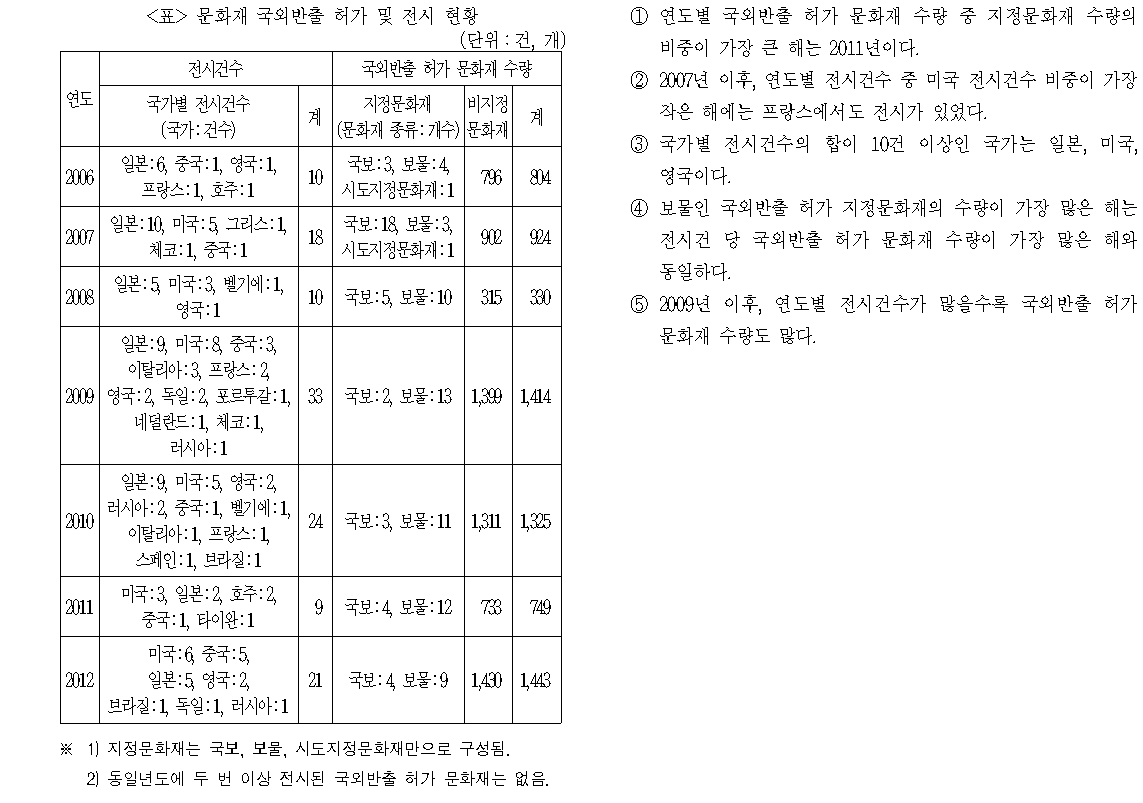 <표> 문화재 국외반출 허가 및 전시 현황
(단위 : 건, 개)
연도
전시건수
국외반출 허가 문화재 수량
국가별 전시건수
(국가 : 건수)
계
지정문화재
(문화재 종류 : 개수)
비지정
문화재
계
2006
일본 : 6, 중국 : 1, 영국 : 1,
프랑스 : 1, 호주 : 1
10
국보 : 3, 보물 : 4,
시도지정문화재 : 1
796
804
2007
일본 : 10, 미국 : 5, 그리스 : 1,
체코 : 1, 중국 : 1
18
국보 : 18, 보물 : 3,
시도지정문화재 : 1
902
924
2008
일본 : 5, 미국 : 3, 벨기에 : 1,
영국 : 1
10
국보 : 5, 보물 : 10
315
330
2009
일본 : 9, 미국 : 8, 중국 : 3,
이탈리아 : 3, 프랑스 : 2,
영국 : 2, 독일 : 2, 포르투갈 : 1,
네덜란드 : 1, 체코 : 1,
러시아 : 1
33
국보 : 2, 보물 : 13
1,399
1,414
2010
일본 : 9, 미국 : 5, 영국 : 2,
러시아 : 2, 중국 : 1, 벨기에 : 1,
이탈리아 : 1, 프랑스 : 1,
스페인 : 1, 브라질 : 1
24
국보 : 3, 보물 : 11
1,311
1,325
2011
미국 : 3, 일본 : 2, 호주 : 2,
중국 : 1, 타이완 : 1
9
국보 : 4, 보물 : 12
733
749
2012
미국 : 6, 중국 : 5,
일본 : 5, 영국 : 2,
브라질 : 1, 독일 : 1, 러시아 : 1
21
국보 : 4, 보물 : 9
1,430
1,443
※ 1) 지정문화재는 국보, 보물, 시도지정문화재만으로 구성됨.
2) 동일년도에 두 번 이상 전시된 국외반출 허가 문화재는 없음.
① 연도별 국외반출 허가 문화재 수량 중 지정문화재 수량의
비중이 가장 큰 해는 2011년이다.
② 2007년 이후, 연도별 전시건수 중 미국 전시건수 비중이 가장
작은 해에는 프랑스에서도 전시가 있었다.
③ 국가별 전시건수의 합이 10건 이상인 국가는 일본, 미국,
영국이다.
④ 보물인 국외반출 허가 지정문화재의 수량이 가장 많은 해는
전시건 당 국외반출 허가 문화재 수량이 가장 많은 해와
동일하다.
⑤ 2009년 이후, 연도별 전시건수가 많을수록 국외반출 허가
문화재 수량도 많다.